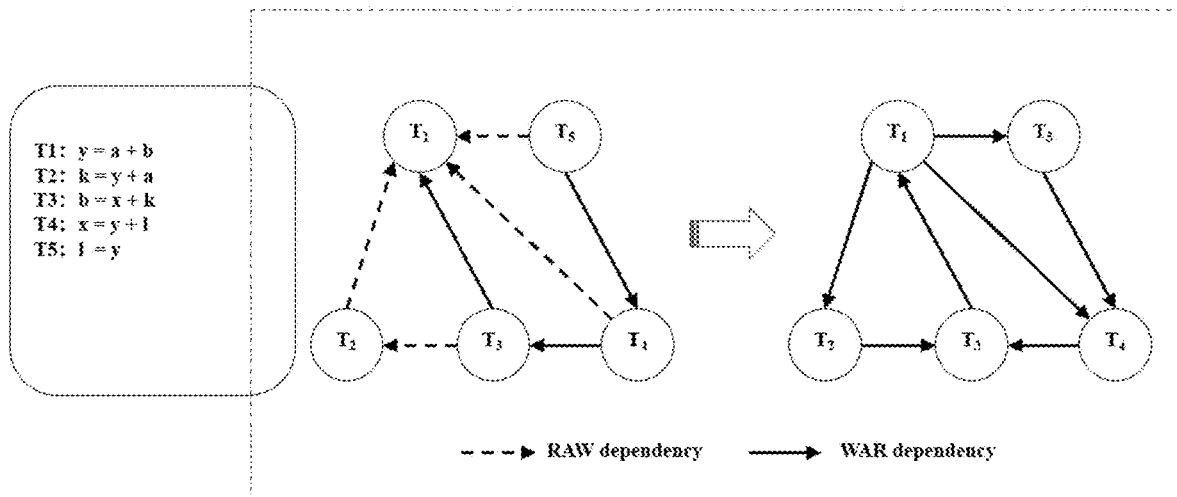 T1: y = a + b
T2: k = y + a
T3: b = x + k
T4: x = y + l
T5: l = y
T₁
T₅
T₂
T₃
T₄
T₁
T₅
T₂
T₃
T₄
RAW dependency
WAR dependency